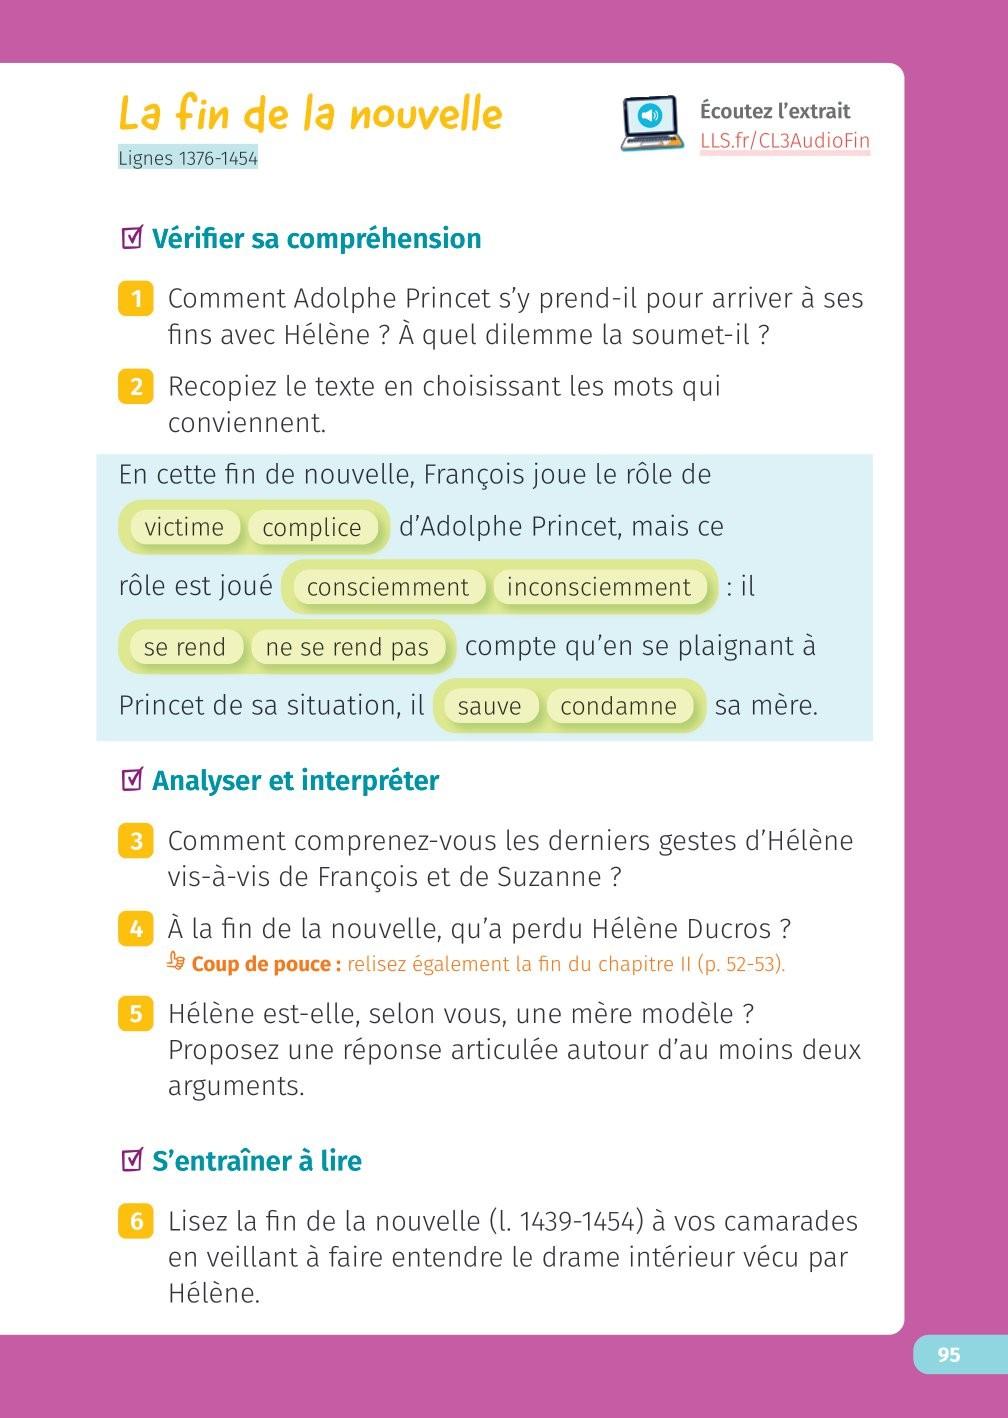 La fin de la nouvelle
Lignes 1376-1454
Écoutez l'extrait
LLS.fr/CL3AudioFin
Vérifier sa compréhension
1 Comment Adolphe Princet s'y prend-il pour arriver à ses
fins avec Hélène ? À quel dilemme la soumet-il ?
2 Recopiez le texte en choisissant les mots qui
conviennent.
En cette fin de nouvelle, François joue le rôle de
victime complice d'Adolphe Princet, mais ce
rôle est joué consciemment inconsciemment : il
se rend ne se rend pas compte qu'en se plaignant à
Princet de sa situation, il sauve condamne sa mère.
Analyser et interpréter
3 Comment comprenez-vous les derniers gestes d'Hélène
vis-à-vis de François et de Suzanne ?
4 À la fin de la nouvelle, qu'a perdu Hélène Ducros ?
Coup de pouce : relisez également la fin du chapitre II (p. 52-53).
5 Hélène est-elle, selon vous, une mère modèle ?
Proposez une réponse articulée autour d'au moins deux
arguments.
S'entraîner à lire
6 Lisez la fin de la nouvelle (l. 1439-1454) à vos camarades
en veillant à faire entendre le drame intérieur vécu par
Hélène.
95